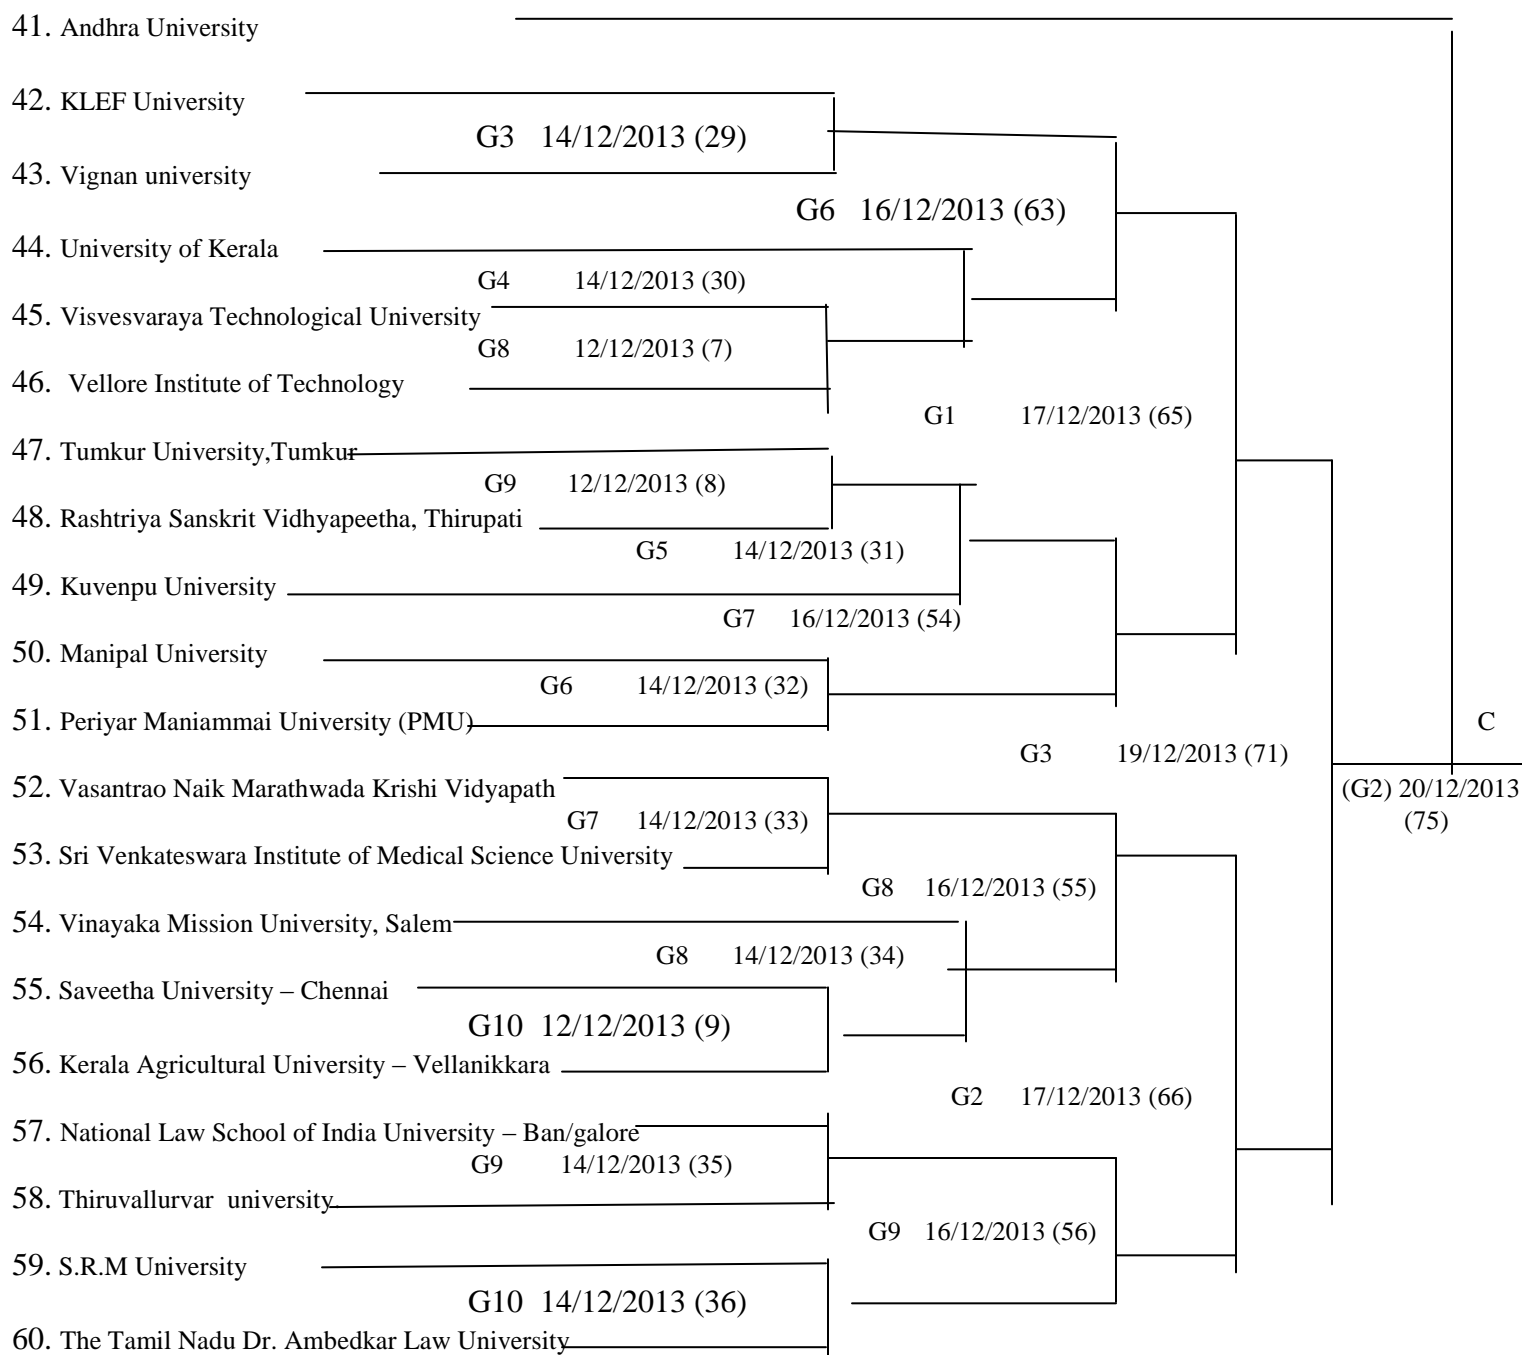 41. Andhra University
42. KLEF University
G3 14/12/2013 (29)
43. Vignan university
G6 16/12/2013 (63)
44. University of Kerala
G4 14/12/2013 (30)
45. Visvesvaraya Technological University
G8 12/12/2013 (7)
46. Vellore Institute of Technology
G1 17/12/2013 (65)
47. Tumkur University,Tumkur
G9 12/12/2013 (8)
48. Rashtriya Sanskrit Vidhyapeetha, Thirupati
G5 14/12/2013 (31)
49. Kuvenpu University
G7 16/12/2013 (54)
50. Manipal University
G6 14/12/2013 (32)
51. Periyar Maniammai University (PMU)
C
G3 19/12/2013 (71)
52. Vasantrao Naik Marathwada Krishi Vidyapath
(G2) 20/12/2013
(75)
G7 14/12/2013 (33)
53. Sri Venkateswara Institute of Medical Science University
G8 16/12/2013 (55)
54. Vinayaka Mission University, Salem
G8 14/12/2013 (34)
55. Saveetha University – Chennai
G10 12/12/2013 (9)
56. Kerala Agricultural University – Vellanikkara
G2 17/12/2013 (66)
57. National Law School of India University – Ban/galore
G9 14/12/2013 (35)
58. Thiruvallurvar university.
G9 16/12/2013 (56)
59. S.R.M University
G10 14/12/2013 (36)
60. The Tamil Nadu Dr. Ambedkar Law University